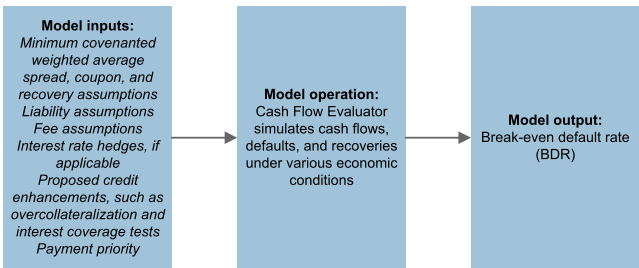 Model inputs:
Minimum covenanted
weighted average
spread, coupon, and
recovery assumptions
Liability assumptions
Fee assumptions
Interest rate hedges, if
applicable
Proposed credit
enhancements, such as
overcollateralization and
interest coverage tests
Payment priority
Model operation:
Cash Flow Evaluator
simulates cash flows,
defaults, and recoveries
under various economic
conditions
Model output:
Break-even default rate
(BDR)